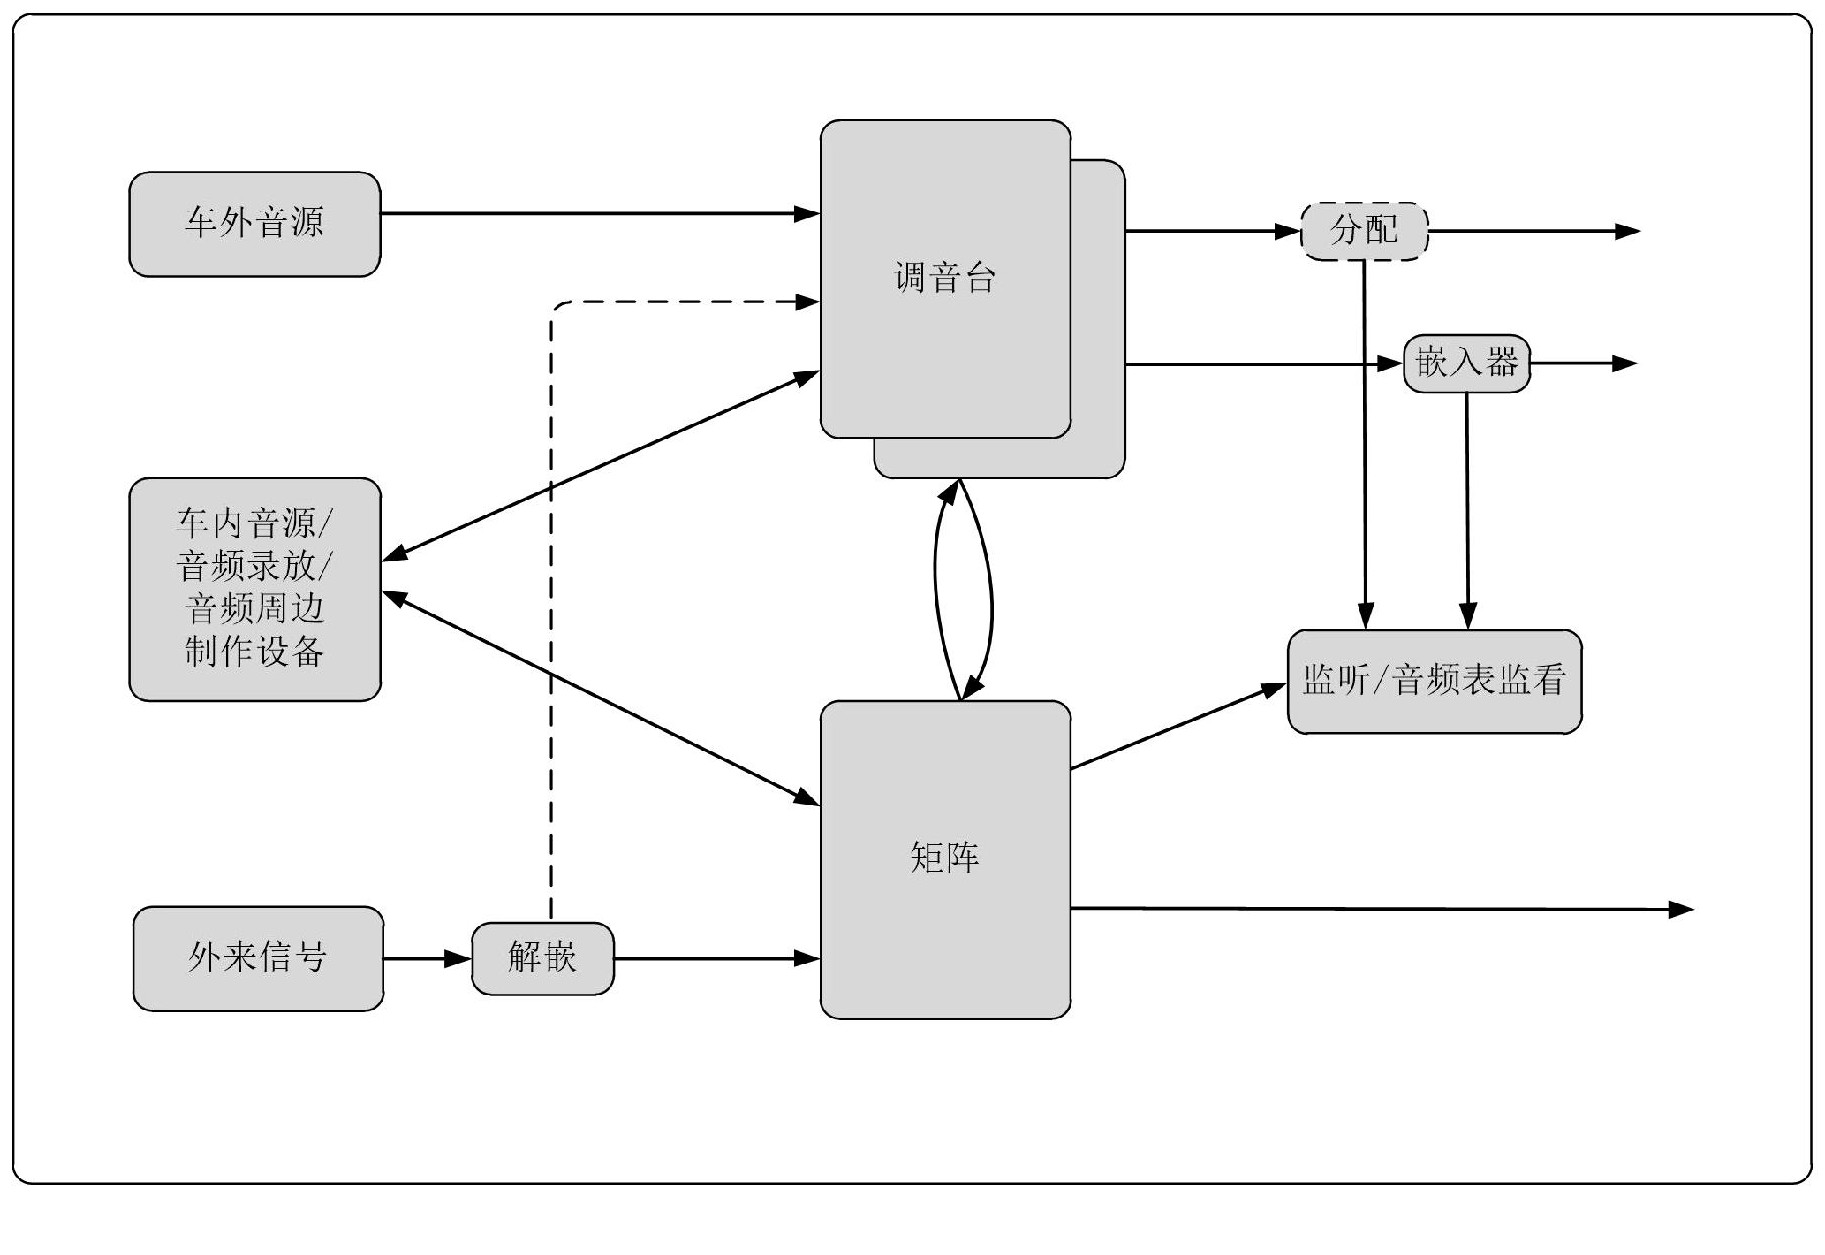 车外音源
调音台
分配
嵌入器
车内音源/
音频录放/
音频周边
制作设备
监听/音频表监看
矩阵
外来信号
解嵌